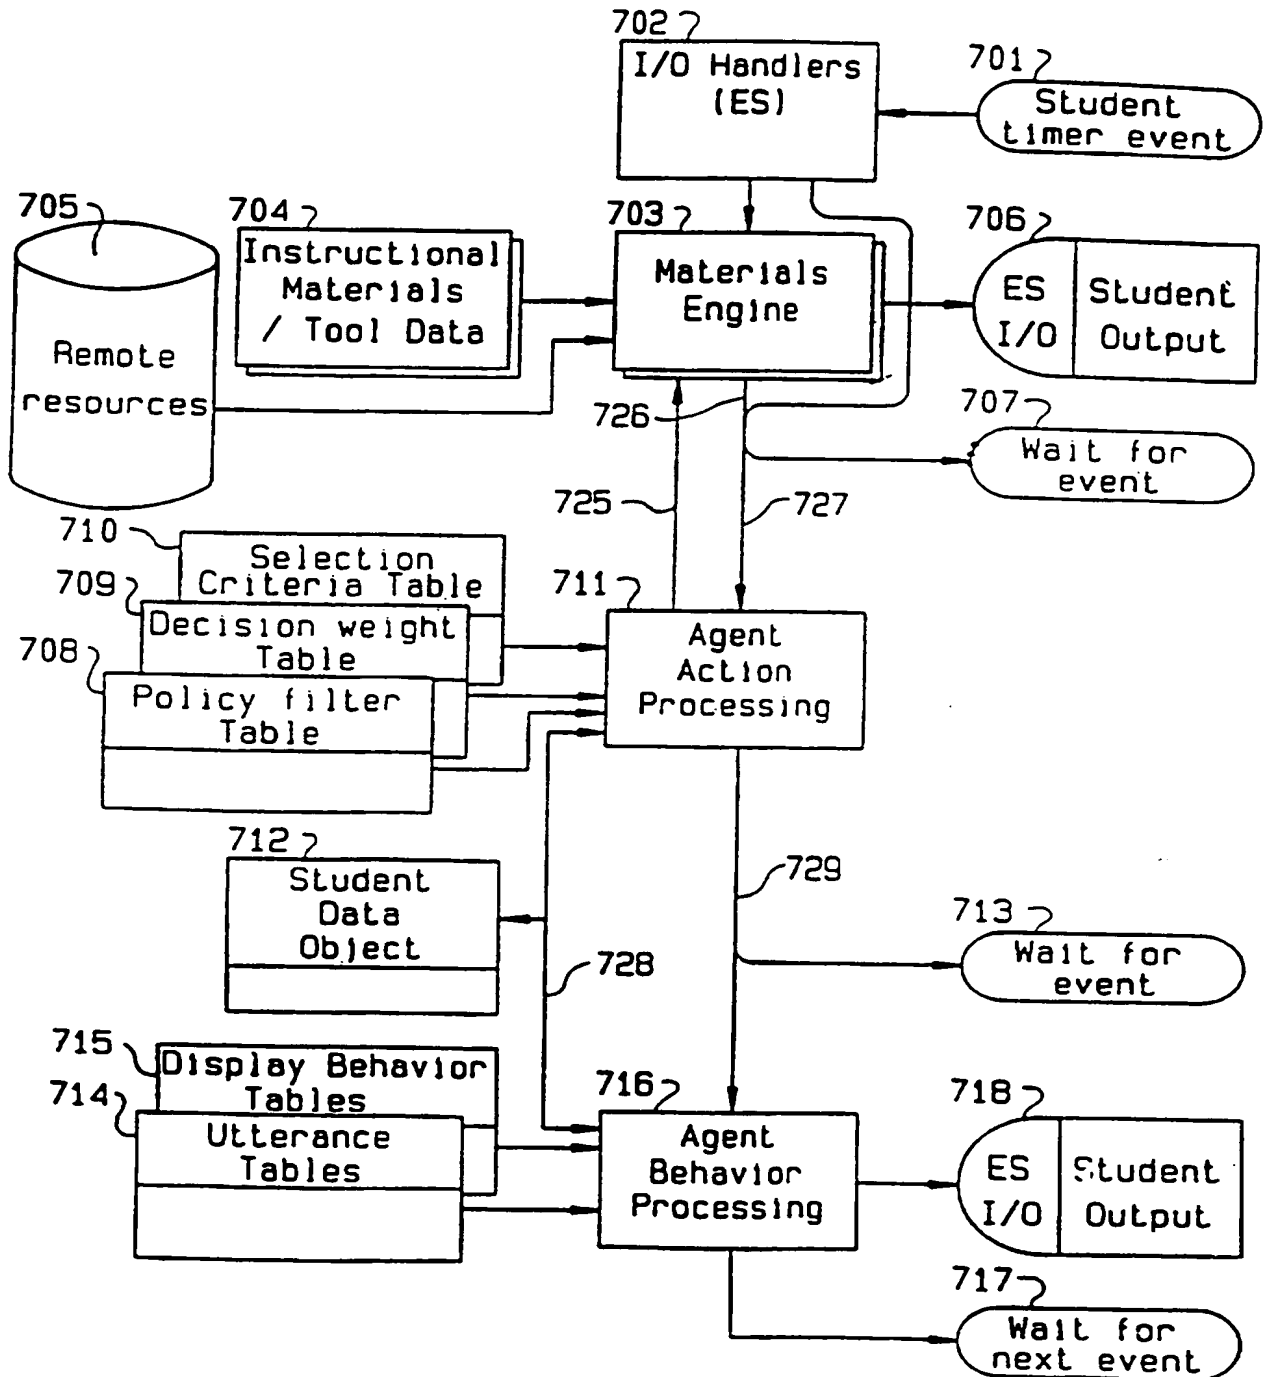 702
I/O Handlers
(ES)
701
Student
timer event
705
Remote
resources
704
Instructional
Materials
/ Tool Data
703
Materials
Engine
706
ES
I/O
Student
Output
726
707
Wait for
event
725
727
710
Selection
Criteria Table
709
Decision weight
Table
708
Policy filter
Table
711
Agent
Action
Processing
712
Student
Data
Object
728
729
713
Wait for
event
715
Display Behavior
Tables
714
Utterance
Tables
716
Agent
Behavior
Processing
718
ES
I/O
Student
Output
717
Wait for
next event